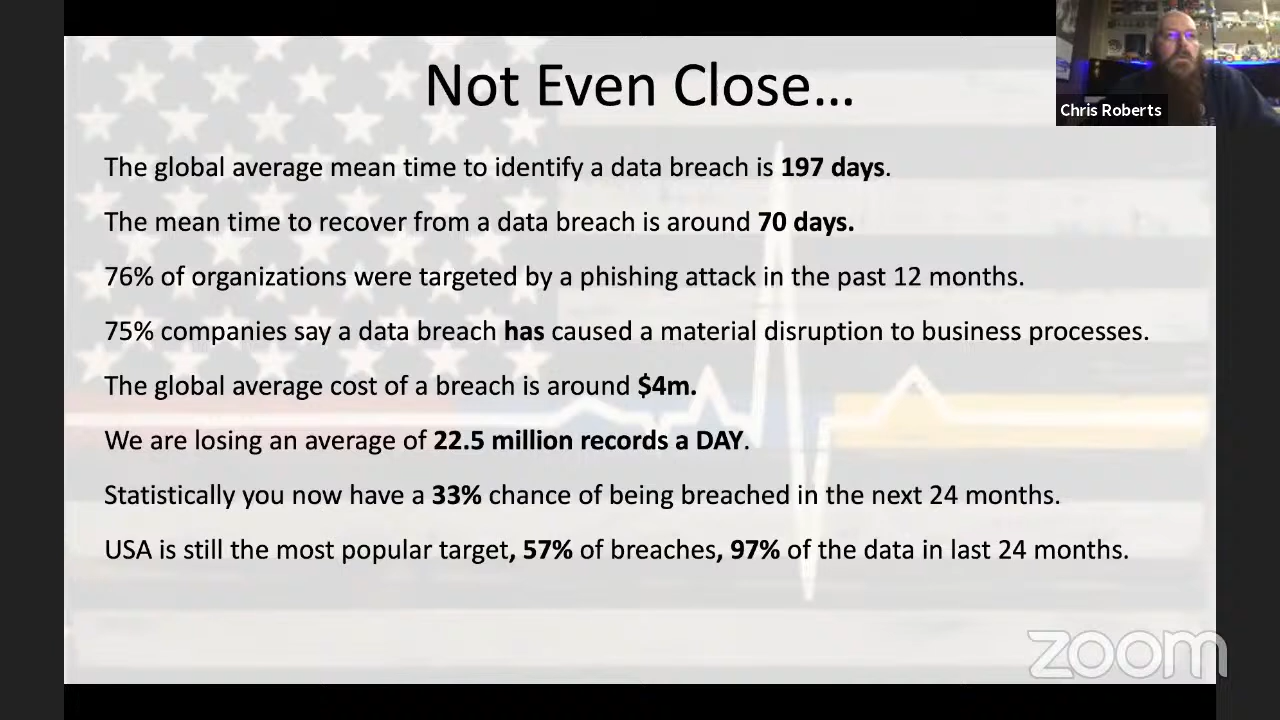 Not Even Close...
Chris Roberts
The global average mean time to identify a data breach is 197 days.
The mean time to recover from a data breach is around 70 days.
76% of organizations were targeted by a phishing attack in the past 12 months.
75% companies say a data breach has caused a material disruption to business processes.
The global average cost of a breach is around $4m.
We are losing an average of 22.5 million records a DAY.
Statistically you now have a 33% chance of being breached in the next 24 months.
USA is still the most popular target, 57% of breaches, 97% of the data in last 24 months.
zoom